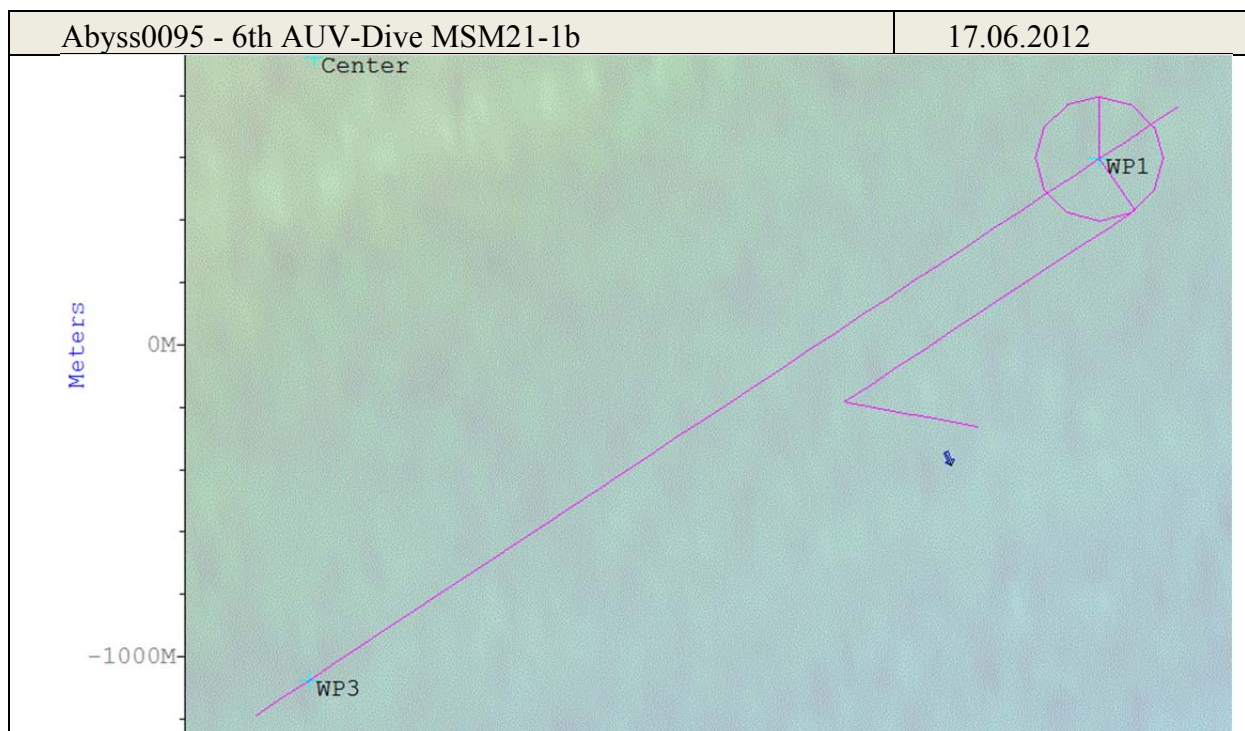 Abyss0095 - 6th AUV-Dive MSM21-1b
17.06.2012
Center
WP1
Meters
0M
-1000M
WP3